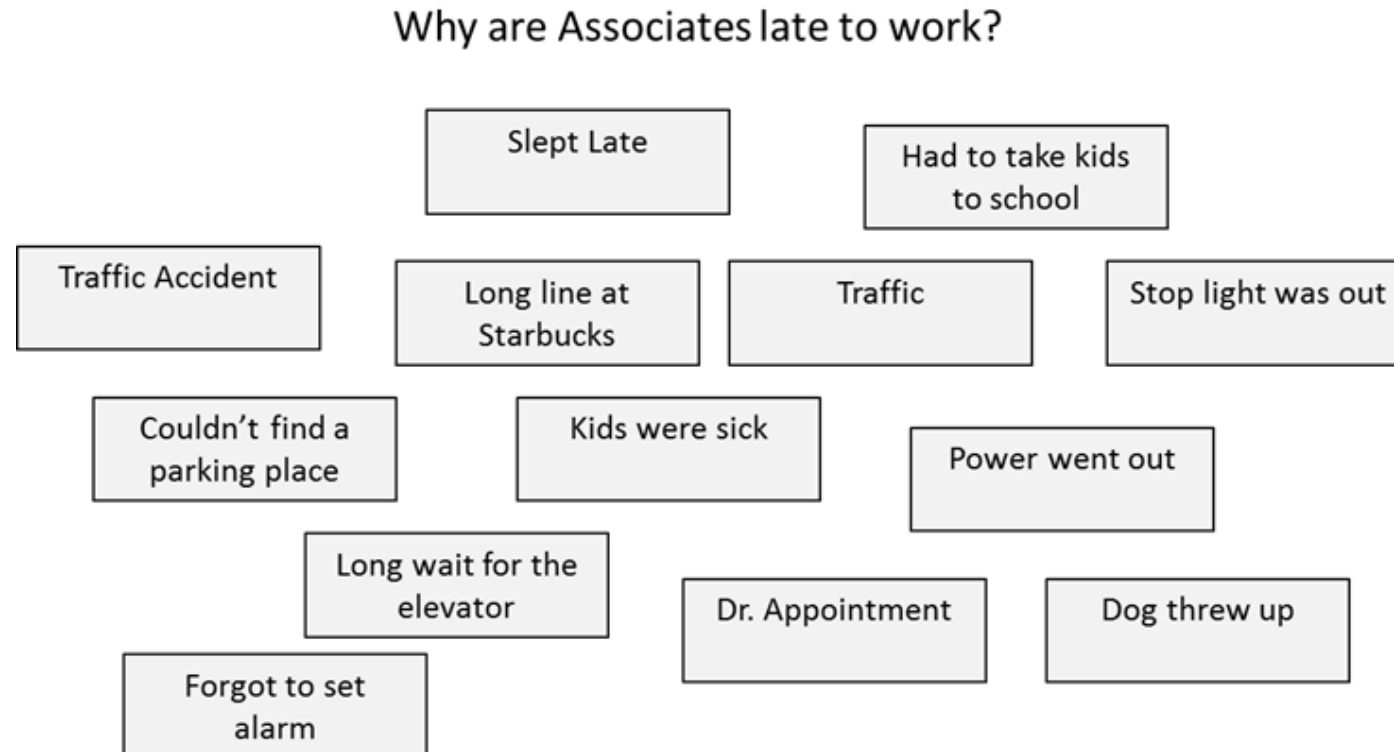 Why are Associates late to work?
Slept Late
Had to take kids
to school
Traffic Accident
Long line at
Starbucks
Traffic
Stop light was out
Couldn’t find a
parking place
Kids were sick
Power went out
Long wait for the
elevator
Dr. Appointment
Dog threw up
Forgot to set
alarm